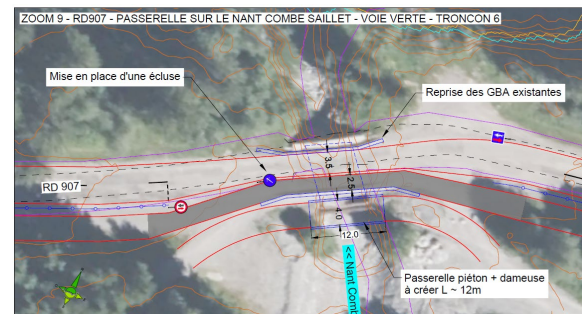 ZOOM 9 - RD907 - PASSERELLE SUR LE NANT COMBE SAILLET - VOIE VERTE - TRONCON 6
Mise en place d'une écluse
Reprise des GBA existantes
3.5
2.5
RD 907
4.0
12.0
<< Nant Comb
Passerelle piéton + dameuse
à créer L ~ 12m